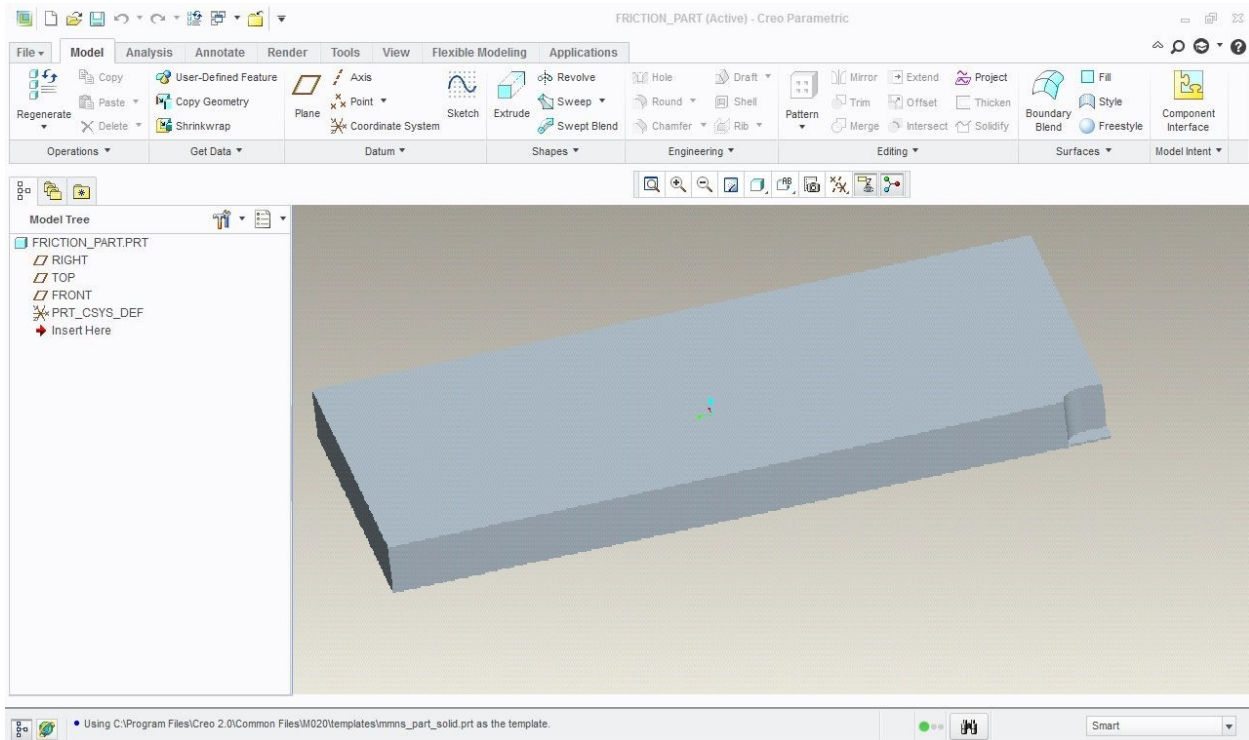 FRICTION_PART (Active) - Creo Parametric
File Model Analysis Annotate Render Tools View Flexible Modeling Applications
Regenerate
Copy
Paste
Delete
Operations
User-Defined Feature
Copy Geometry
Shrinkwrap
Get Data
Plane
Axis
Point
Coordinate System
Sketch
Datum
Extrude
Revolve
Sweep
Swept Blend
Shapes
Hole
Draft
Round
Shell
Chamfer
Rib
Engineering
Pattern
Mirror
Extend
Project
Trim
Offset
Thicken
Merge
Intersect
Solidify
Editing
Boundary
Blend
Fill
Style
Freestyle
Surfaces
Component
Interface
Model Intent
Model Tree
FRICTION_PART.PRT
RIGHT
TOP
FRONT
PRT_CSYS_DEF
Insert Here
Using C:\Program Files\Creo 2.0\Common Files\M020\templates\mmns_part_solid.prt as the template.
Smart